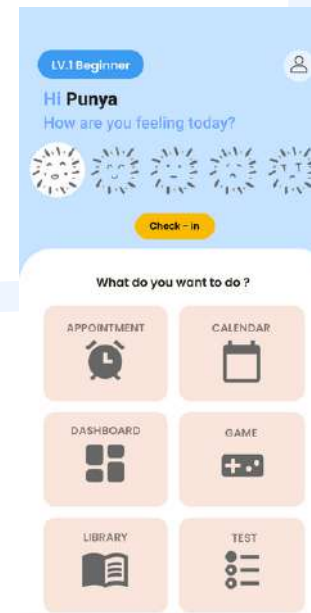 LV.1 Beginner
Hi Punya
How are you feeling today?
Check - in
What do you want to do ?
APPOINTMENT
CALENDAR
DASHBOARD
GAME
LIBRARY
TEST